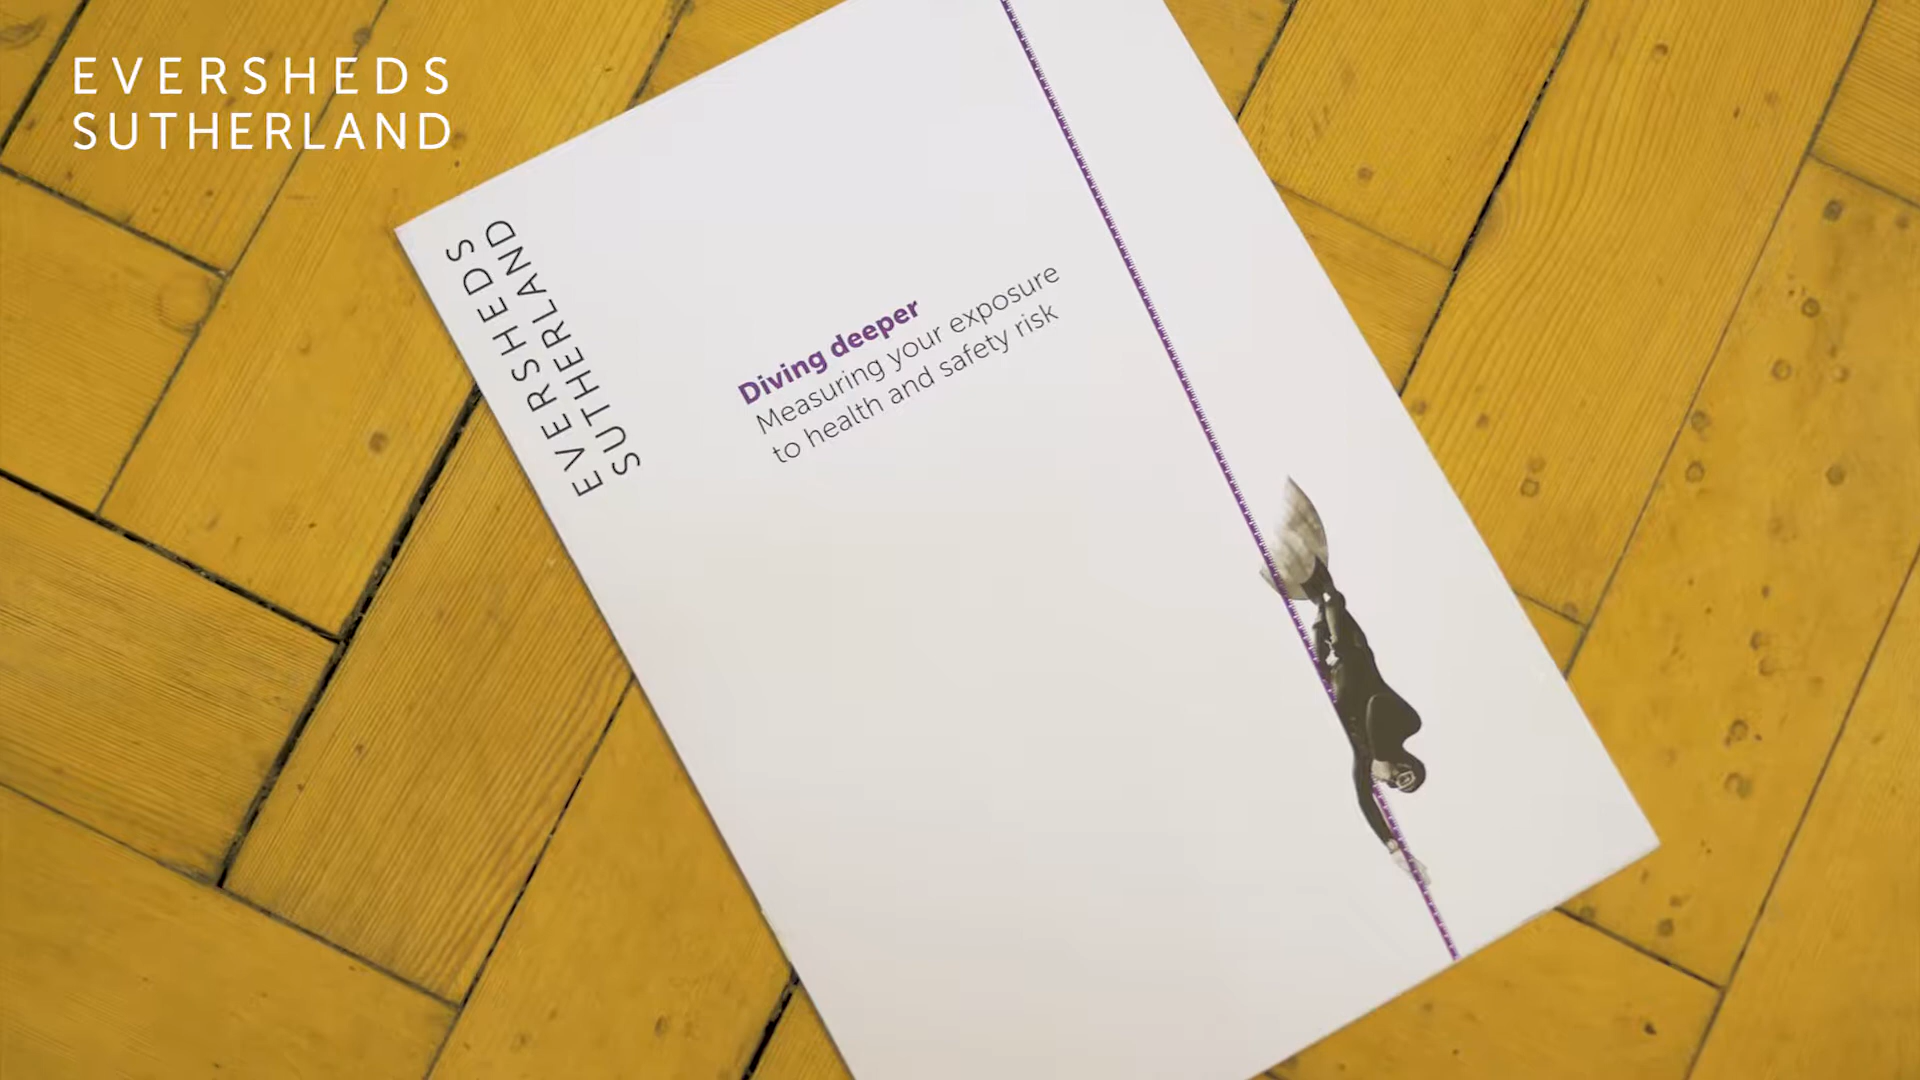 EVERSHEDS
SUTHERLAND
EVERSHEDS
SUTHERLAND
Diving deeper
Measuring your exposure
to health and safety risk